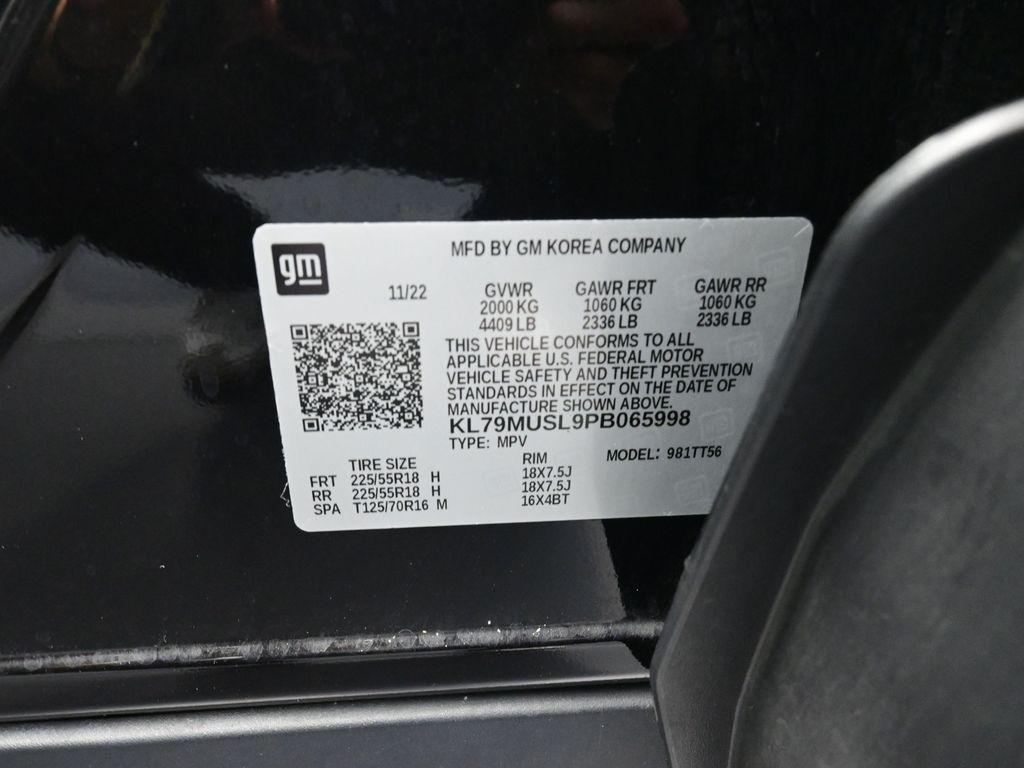 gm
MFD BY GM KOREA COMPANY
11/22
GVWR GAWR FRT GAWR RR
2000 KG 1060 KG 1060 KG
4409 LB 2336 LB 2336 LB
THIS VEHICLE CONFORMS TO ALL
APPLICABLE U.S. FEDERAL MOTOR
VEHICLE SAFETY AND THEFT PREVENTION
STANDARDS IN EFFECT ON THE DATE OF
MANUFACTURE SHOWN ABOVE.
KL79MUSL9PB065998
TYPE: MPV MODEL: 981TT56
TIRE SIZE RIM
FRT 225/55R18 H 18X7.5J
RR 225/55R18 H 18X7.5J
SPA T125/70R16 M 16X4BT